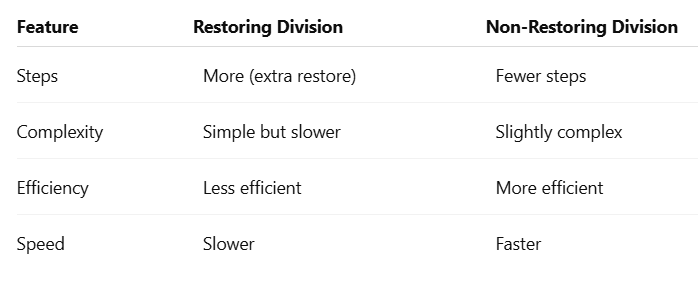 Feature Restoring Division Non-Restoring Division
Steps More (extra restore) Fewer steps
Complexity Simple but slower Slightly complex
Efficiency Less efficient More efficient
Speed Slower Faster